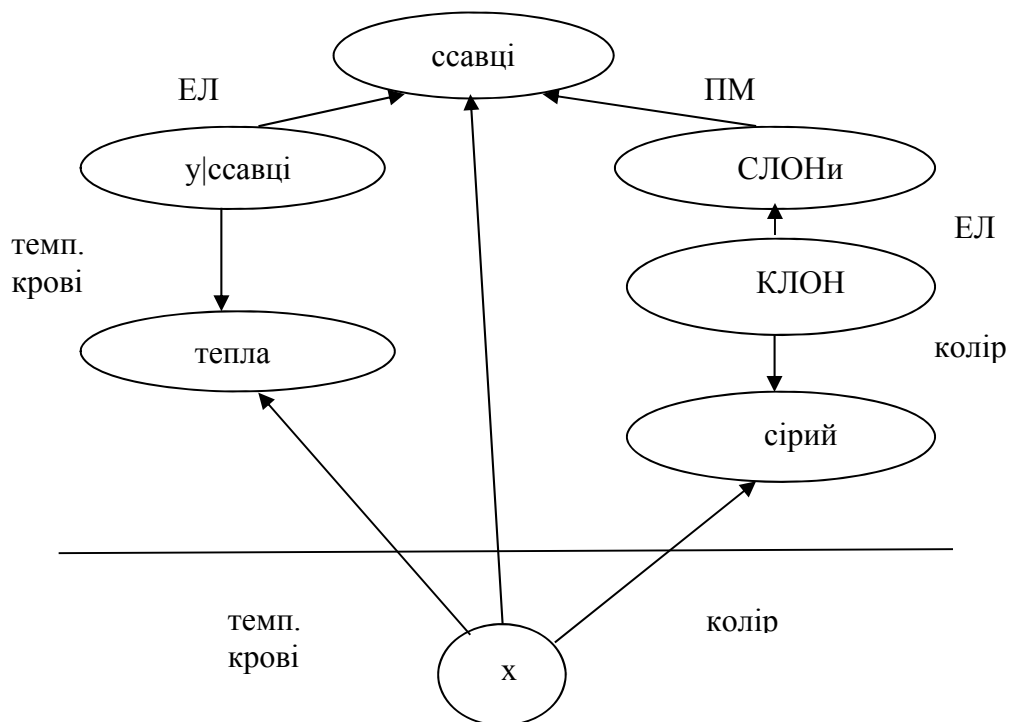 ссавці
ЕЛ
ПМ
у|ссавці
СЛОНи
темп.
крові
ЕЛ
КЛОН
тепла
колір
сірий
темп.
крові
колір
х